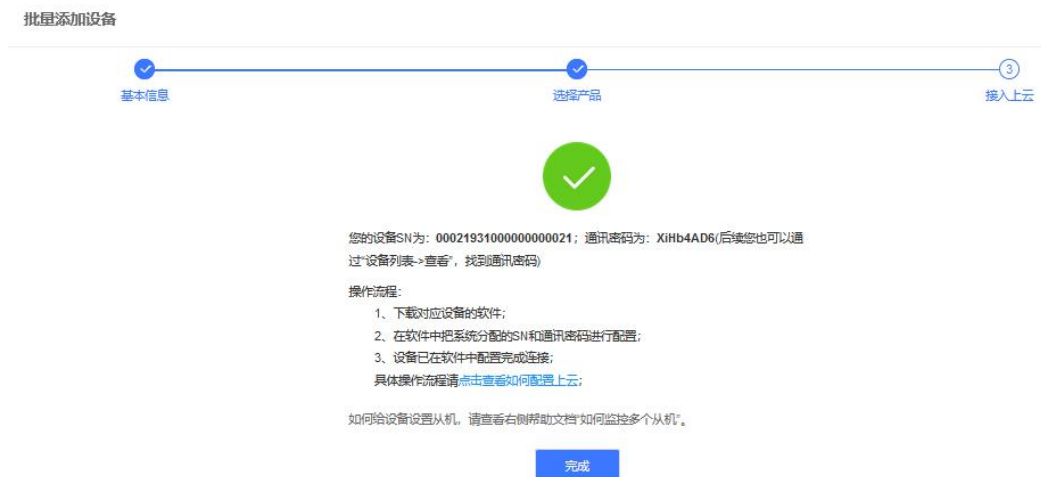 批量添加设备
3
基本信息
选择产品
接入上云
您的设备SN为：00021931000000000021；通讯密码为：XiHb4AD6(后续您也可以通
过“设备列表->查看”，找到通讯密码)
操作流程：
1、下载对应设备的软件；
2、在软件中把系统分配的SN和通讯密码进行配置；
3、设备已在软件中配置完成连接；
具体操作流程请点击查看如何配置上云；
如何给设备设置从机，请查看右侧帮助文档“如何监控多个从机”。
完成